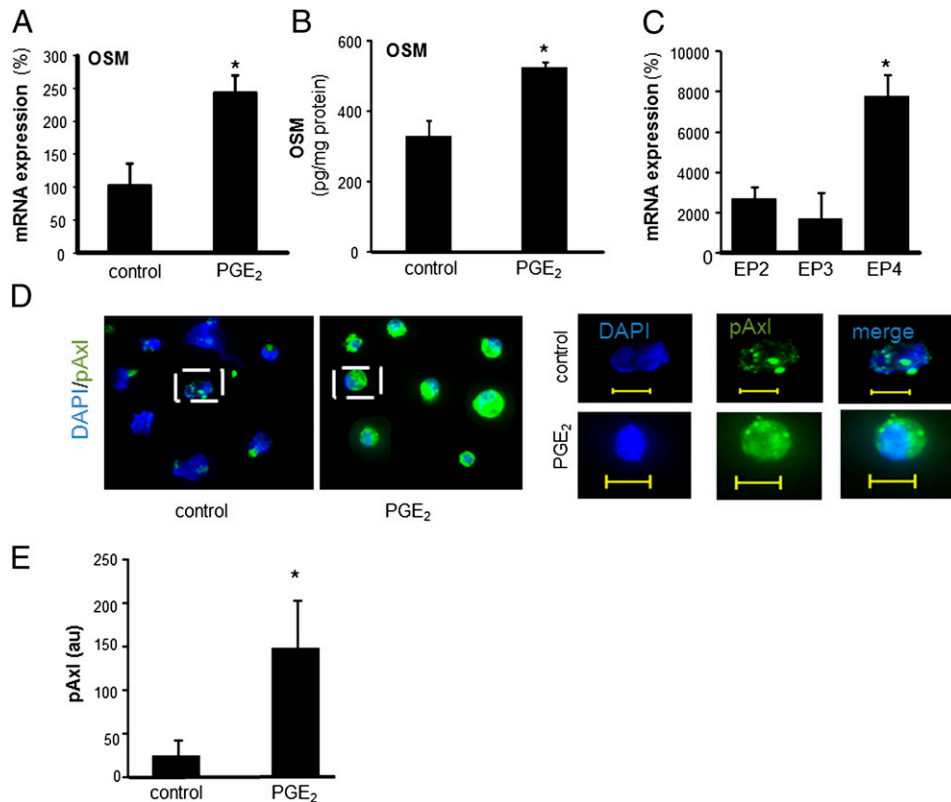 A
OSM
mRNA expression (%)
300
250
200
150
100
50
0
*
control
PGE₂
B
OSM
OSM
(pg/mg protein)
600
400
200
0
*
control
PGE₂
C
mRNA expression
(%)
10000
8000
6000
4000
2000
0
*
EP2
EP3
EP4
D
DAPI/pAxl
control
PGE₂
control
DAPI
pAxl
merge
PGE₂
E
pAxl (au)
250
200
150
100
50
0
*
control
PGE₂